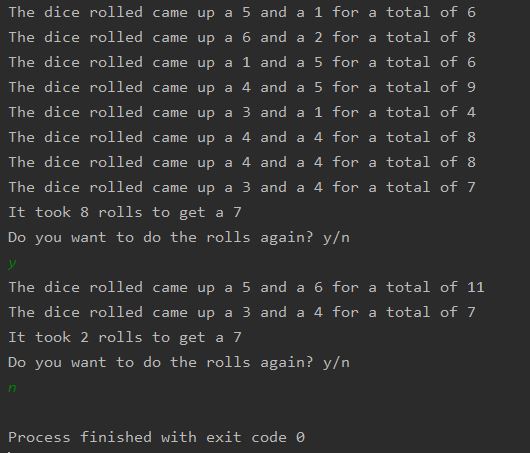 The dice rolled came up a 5 and a 1 for a total of 6
The dice rolled came up a 6 and a 2 for a total of 8
The dice rolled came up a 1 and a 5 for a total of 6
The dice rolled came up a 4 and a 5 for a total of 9
The dice rolled came up a 3 and a 1 for a total of 4
The dice rolled came up a 4 and a 4 for a total of 8
The dice rolled came up a 4 and a 4 for a total of 8
The dice rolled came up a 3 and a 4 for a total of 7
It took 8 rolls to get a 7
Do you want to do the rolls again? y/n
y
The dice rolled came up a 5 and a 6 for a total of 11
The dice rolled came up a 3 and a 4 for a total of 7
It took 2 rolls to get a 7
Do you want to do the rolls again? y/n
n
Process finished with exit code 0